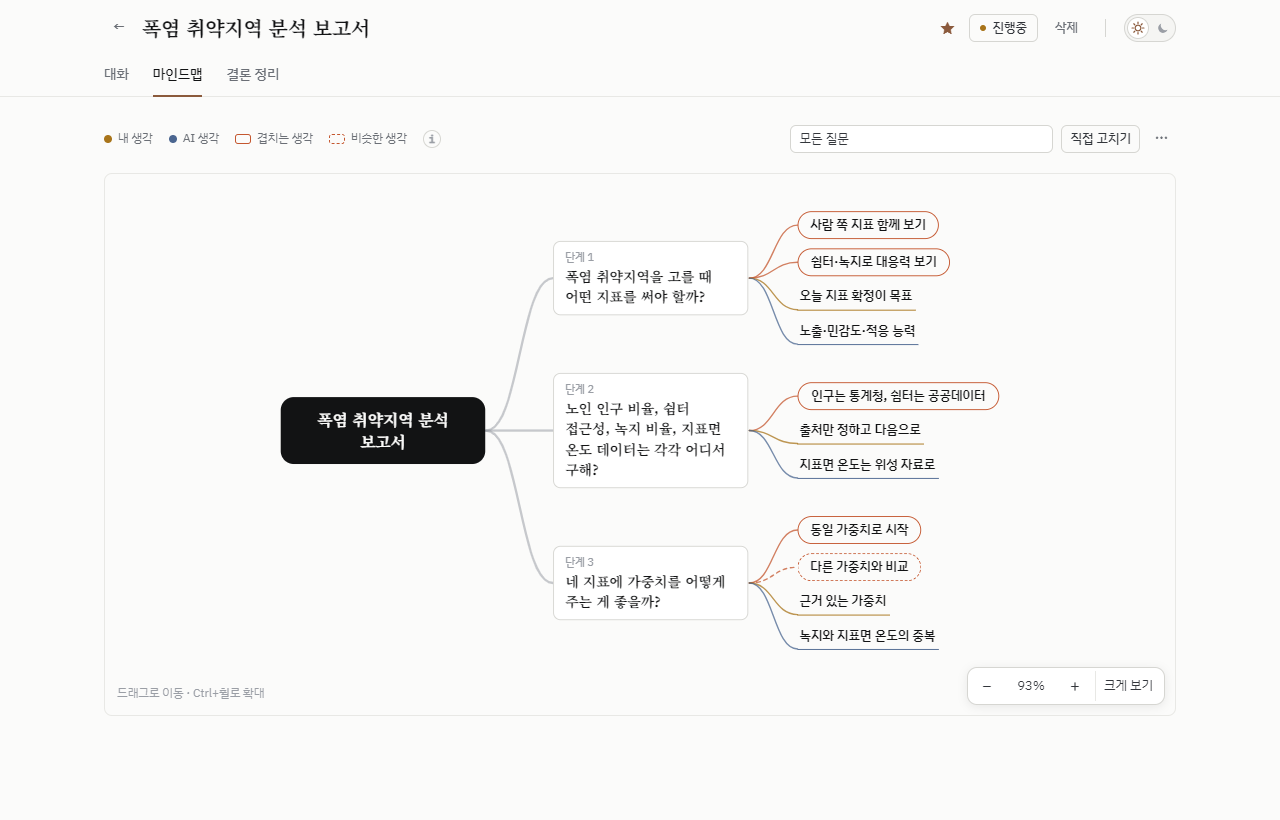 ← 폭염 취약지역 분석 보고서
★ 진행중 삭제
대화 마인드맵 결론 정리
내 생각 AI 생각 겹치는 생각 비슷한 생각 i
모든 질문 직접 고치기 ···
폭염 취약지역 분석
보고서
단계 1
폭염 취약지역을 고를 때
어떤 지표를 써야 할까?
사람 쪽 지표 함께 보기
쉼터·녹지로 대응력 보기
오늘 지표 확정이 목표
노출·민감도·적응 능력
단계 2
노인 인구 비율, 쉼터
접근성, 녹지 비율, 지표면
온도 데이터는 각각 어디서
구해?
인구는 통계청, 쉼터는 공공데이터
출처만 정하고 다음으로
지표면 온도는 위성 자료로
단계 3
네 지표에 가중치를 어떻게
주는 게 좋을까?
동일 가중치로 시작
다른 가중치와 비교
근거 있는 가중치
녹지와 지표면 온도의 중복
드래그로 이동 · Ctrl+휠로 확대
− 93% + 크게 보기